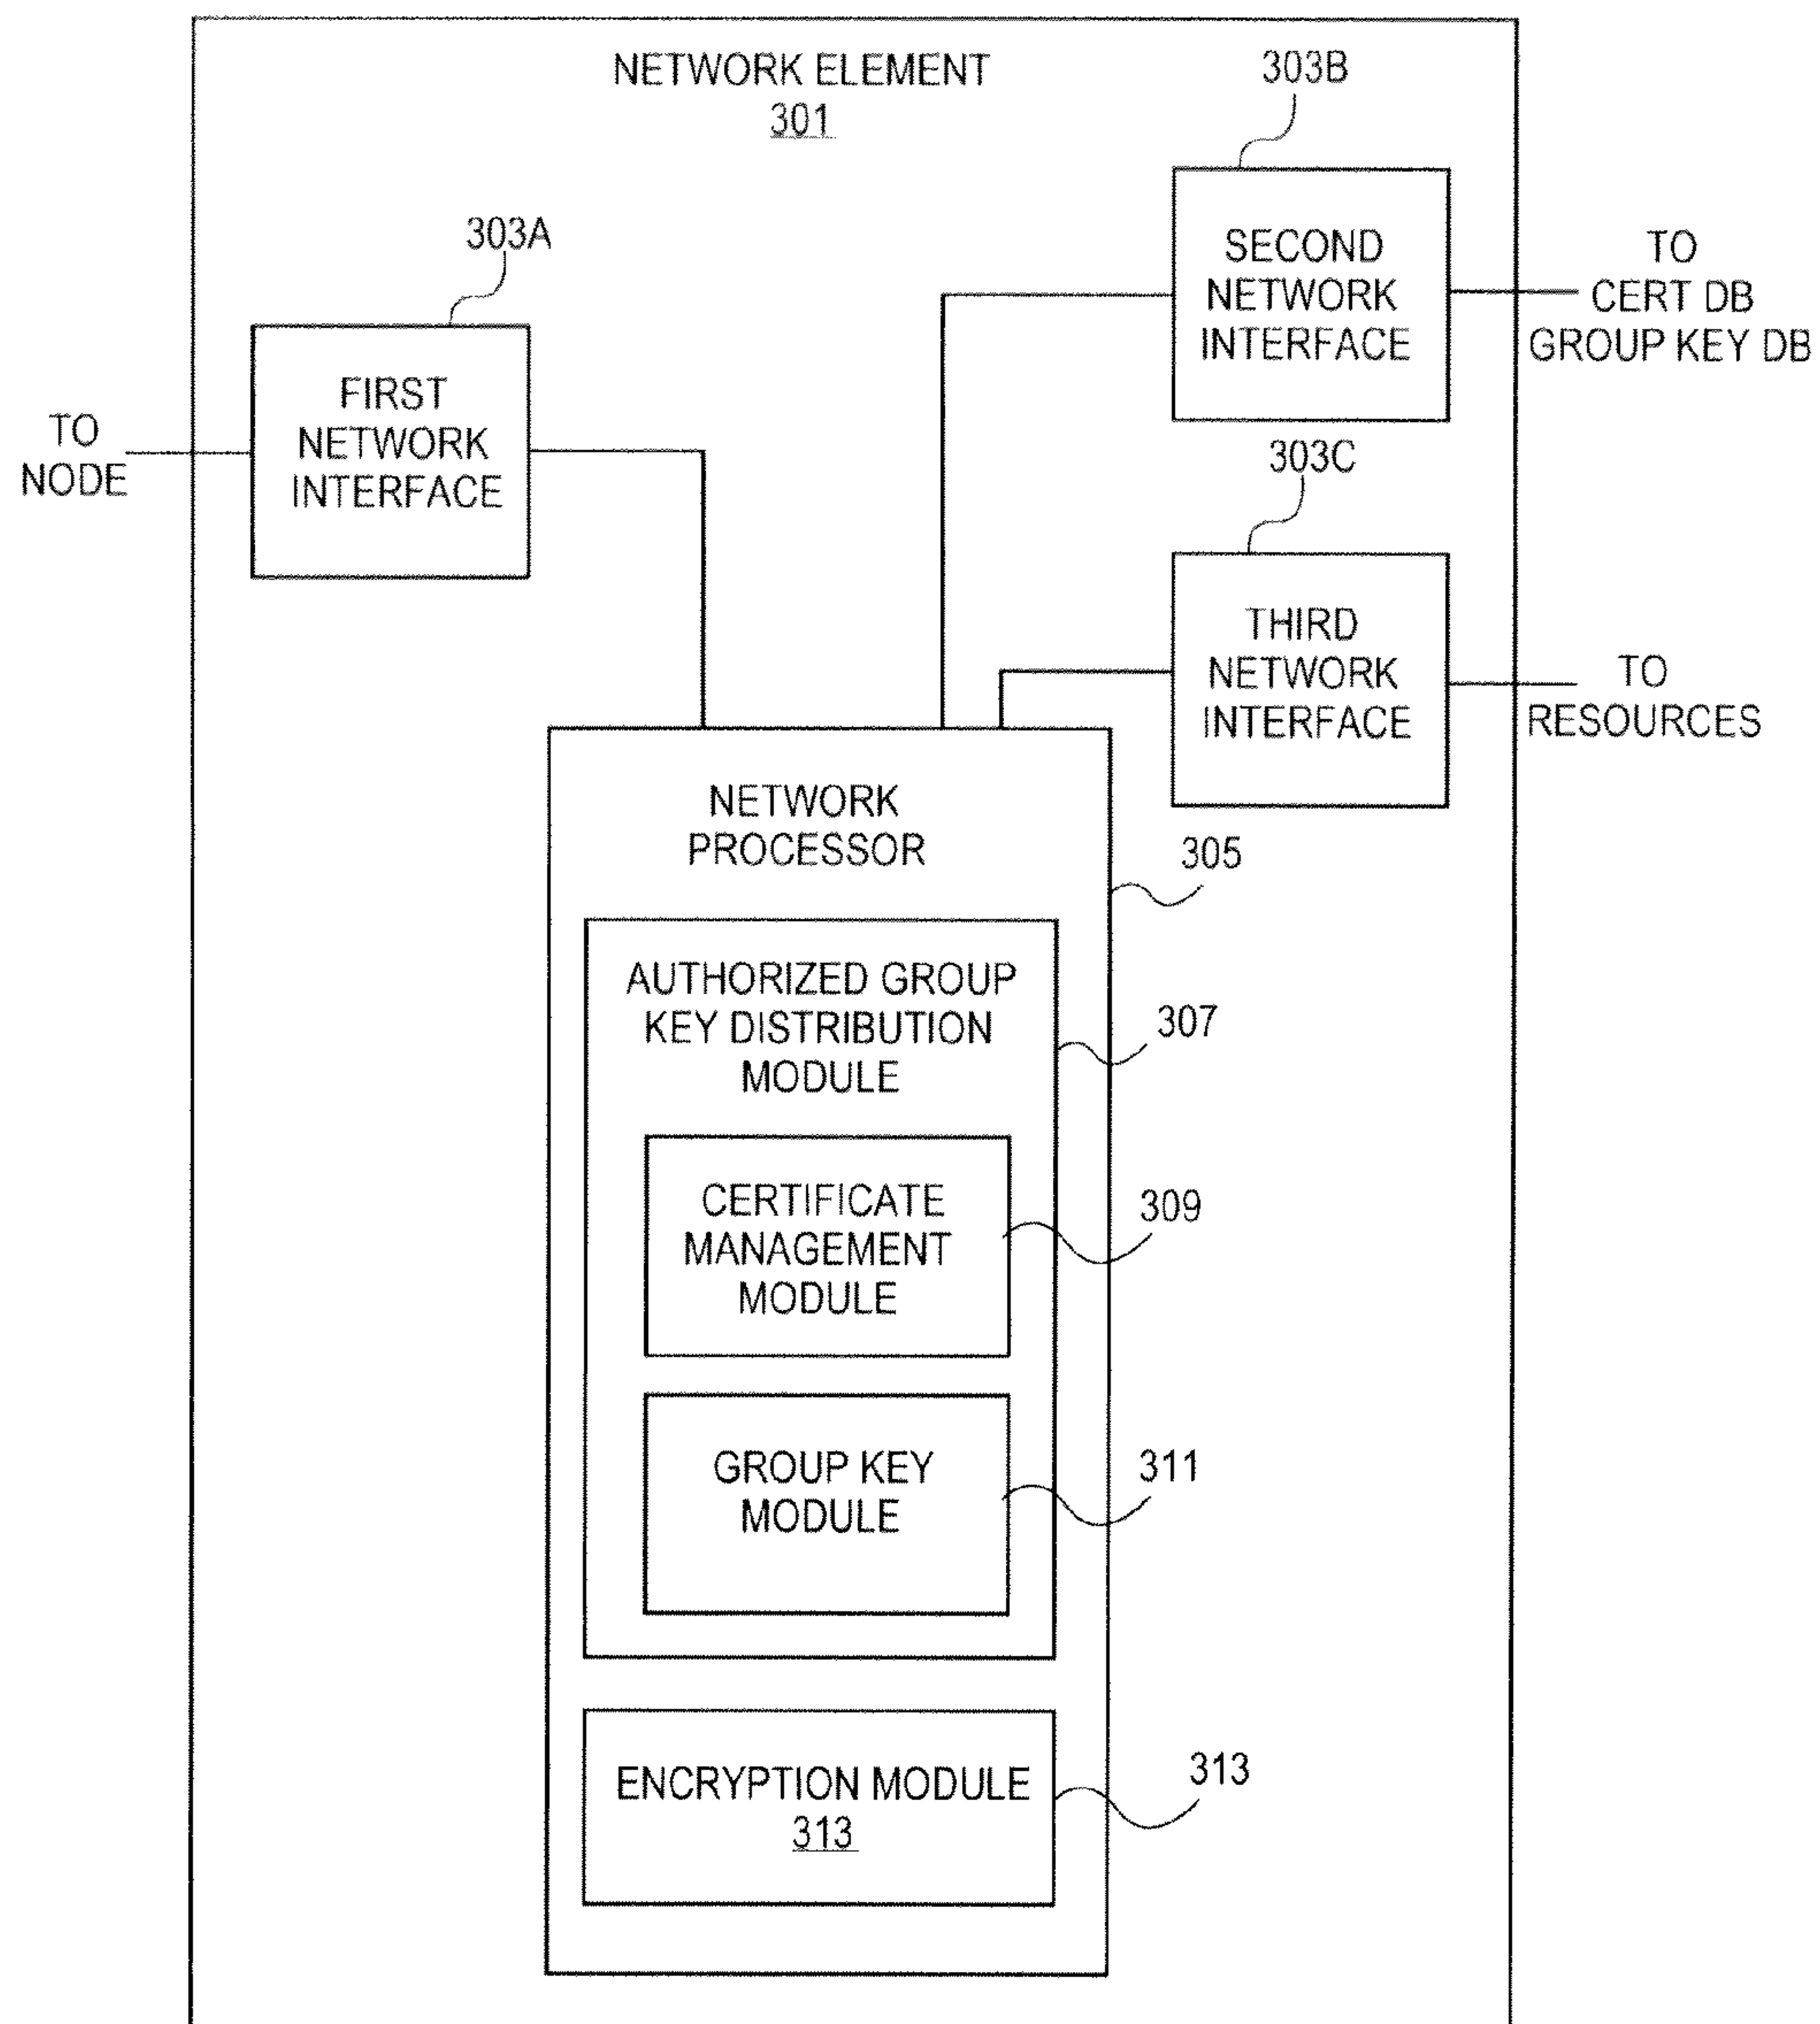 NETWORK ELEMENT
301
303B
303A
SECOND
NETWORK
INTERFACE
TO
CERT DB
GROUP KEY DB
FIRST
NETWORK
INTERFACE
TO
NODE
303C
THIRD
NETWORK
INTERFACE
TO
RESOURCES
NETWORK
PROCESSOR
305
AUTHORIZED GROUP
KEY DISTRIBUTION
MODULE
307
CERTIFICATE
MANAGEMENT
MODULE
309
GROUP KEY
MODULE
311
ENCRYPTION MODULE
313
313